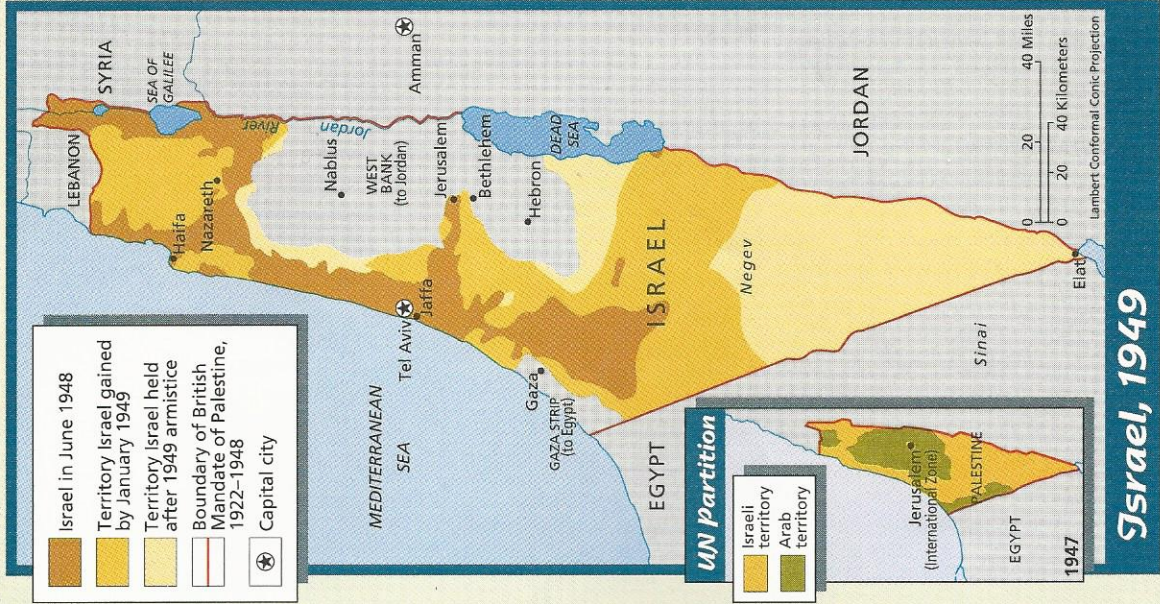 Israel in June 1948
Territory Israel gained
by January 1949
Territory Israel held
after 1949 armistice
Boundary of British
Mandate of Palestine,
1922–1948
Capital city
LEBANON
SYRIA
SEA OF
GALILEE
Haifa
Nazareth
River
Jordan
Nablus
WEST
BANK
(to Jordan)
Amman
MEDITERRANEAN
SEA
Tel Aviv
Jaffa
Jerusalem
Bethlehem
DEAD
SEA
Hebron
Gaza
GAZA STRIP
(to Egypt)
ISRAEL
EGYPT
Negev
JORDAN
Sinai
Elat
0 20 40 Miles
0 20 40 Kilometers
Lambert Conformal Conic Projection
UN Partition
Israeli
territory
Arab
territory
Jerusalem
(International Zone)
PALESTINE
EGYPT
1947
Israel, 1949